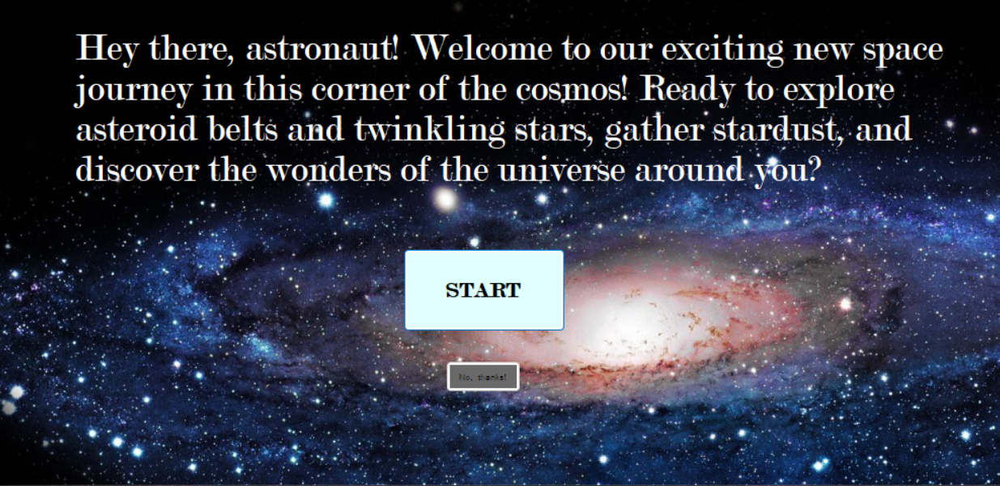 Hey there, astronaut! Welcome to our exciting new space
journey in this corner of the cosmos! Ready to explore
asteroid belts and twinkling stars, gather stardust, and
discover the wonders of the universe around you?
START
No, thanks!